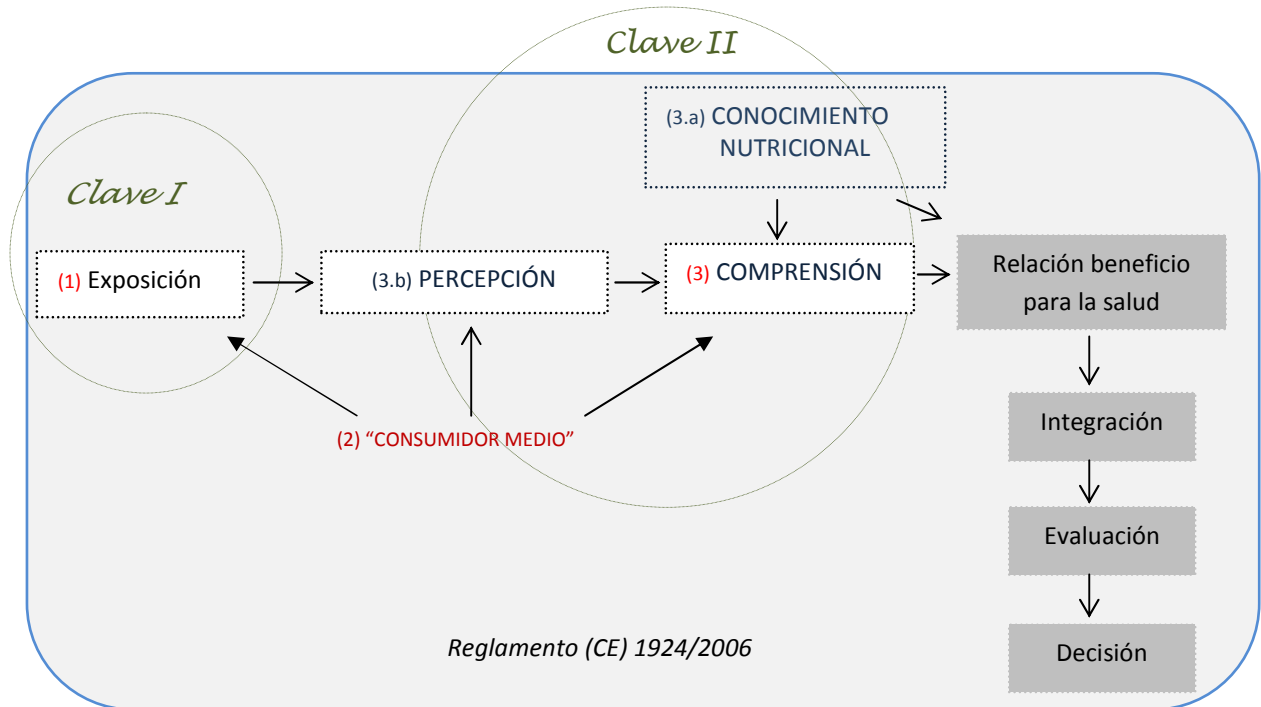 Clave II
(3.a) CONOCIMIENTO
NUTRICIONAL
Clave I
(1) Exposición
(3.b) PERCEPCIÓN
(3) COMPRENSIÓN
Relación beneficio
para la salud
(2) “CONSUMIDOR MEDIO”
Integración
Evaluación
Reglamento (CE) 1924/2006
Decisión